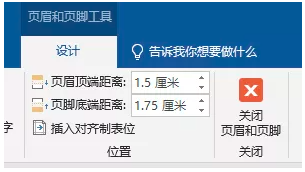 页眉和页脚工具
设计
告诉我你想要做什么
页眉顶端距离: 1.5 厘米
页脚底端距离: 1.75 厘米
插入对齐制表位
字
位置
关闭
页眉和页脚
关闭